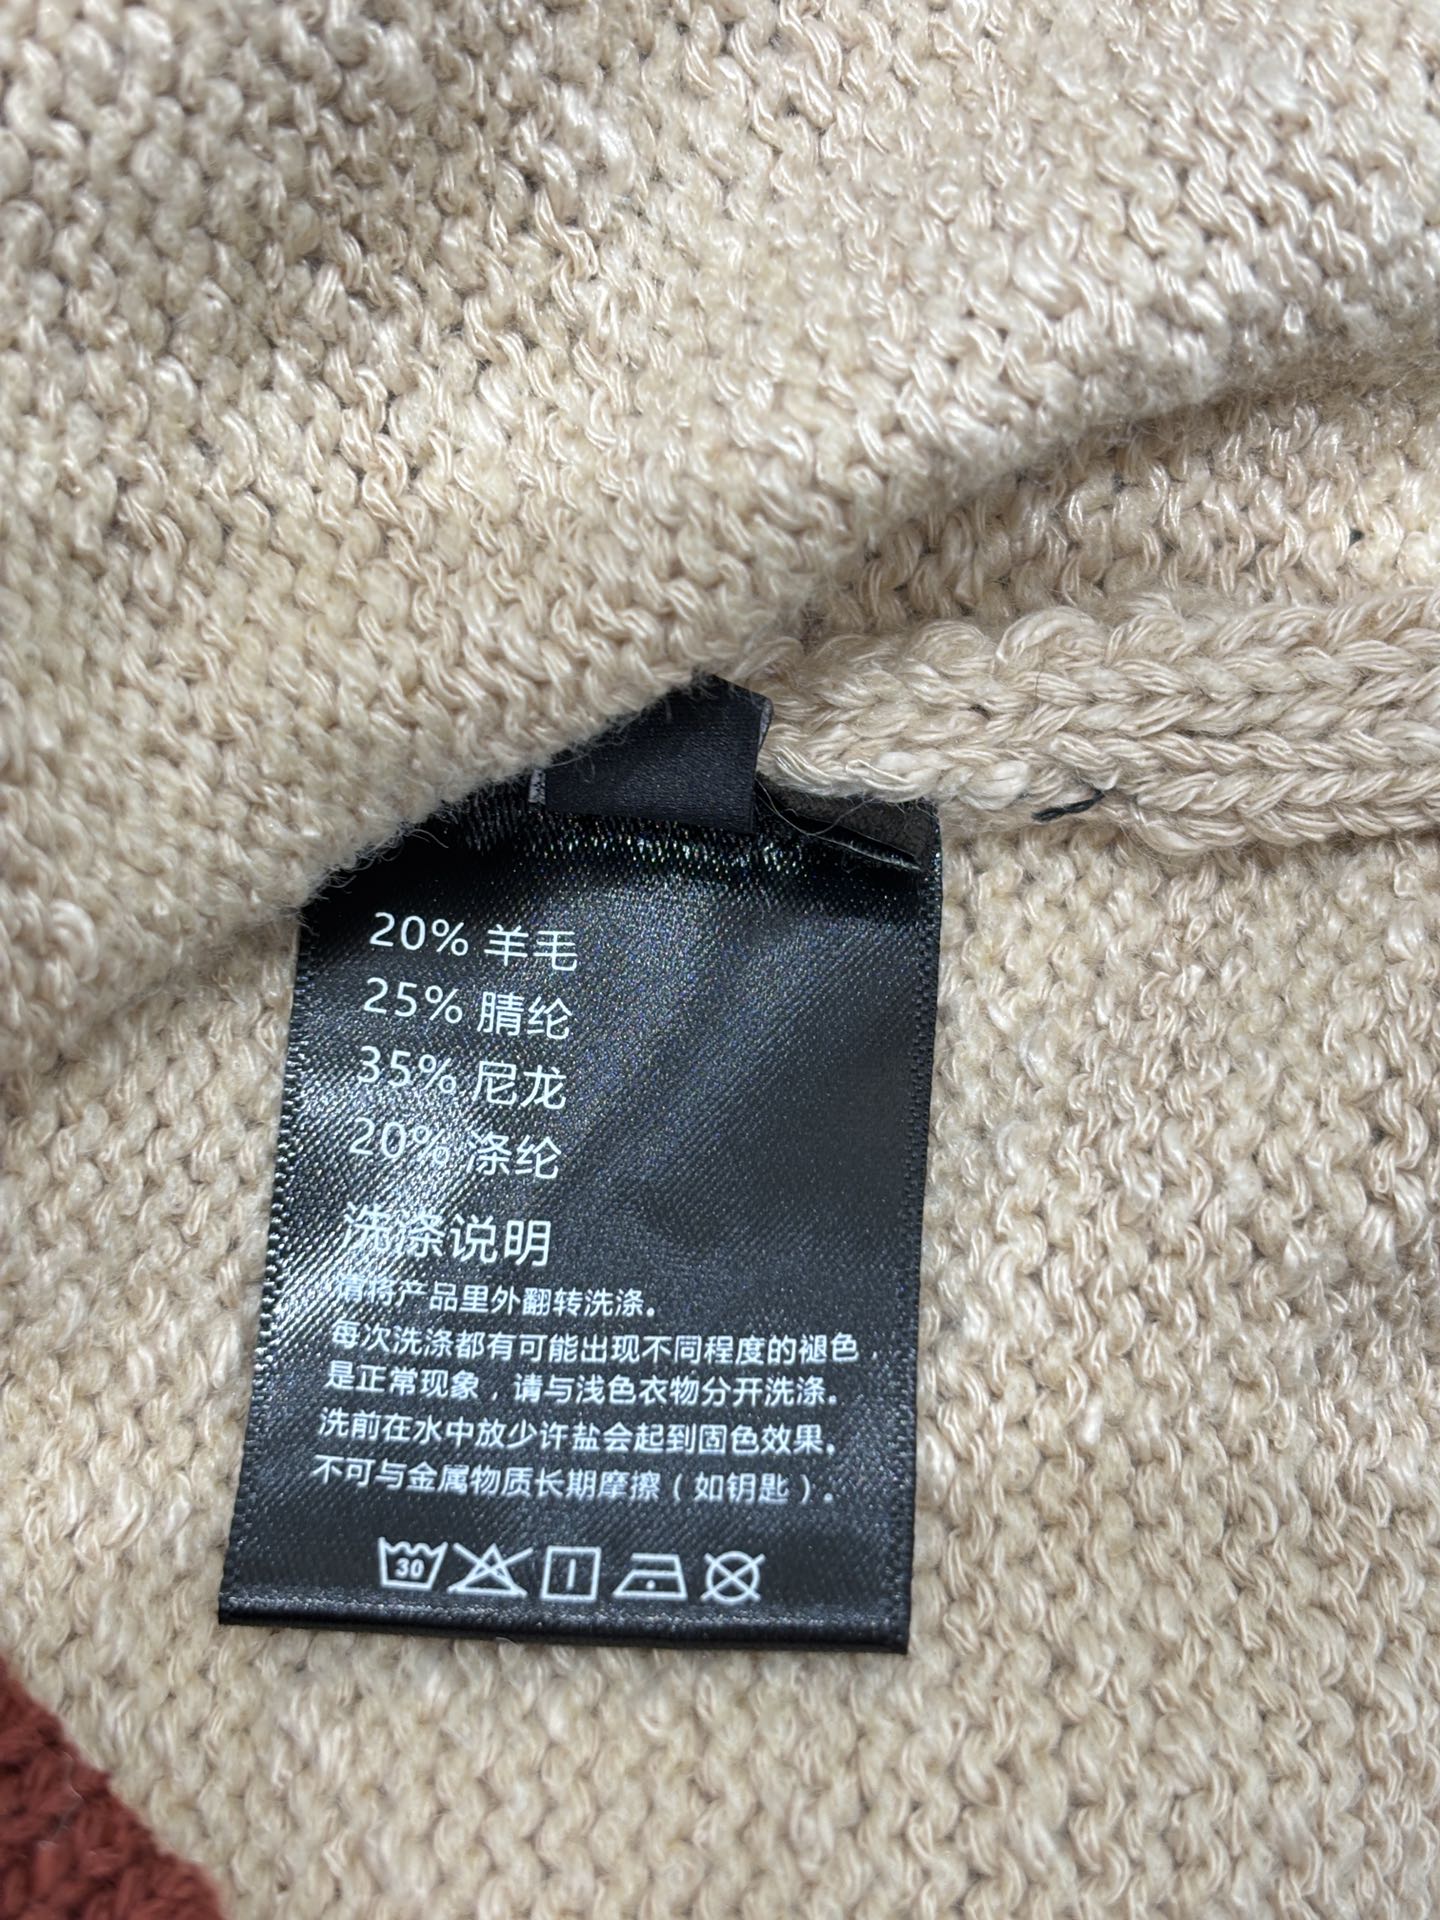 20% 羊毛
25% 腈纶
35% 尼龙
20% 涤纶
洗涤说明
请将产品里外翻转洗涤。
每次洗涤都有可能出现不同程度的褪色，
是正常现象，请与浅色衣物分开洗涤。
洗前在水中放少许盐会起到固色效果。
不可与金属物质长期摩擦（如钥匙）。
30